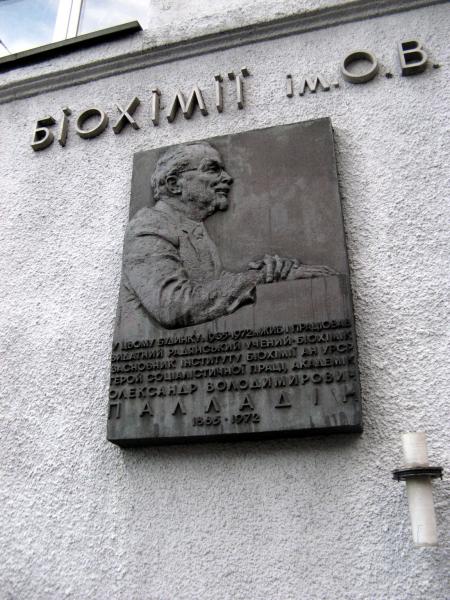 БІОХІМІЇ ім. О.В.
У ЦЬОМУ БУДИНКУ 1935-1972 ЖИВ І ПРАЦЮВАВ
ВИДАТНИЙ РАДЯНСЬКИЙ УЧЕНИЙ-БІОХІМІК
ЗАСНОВНИК ІНСТИТУТУ БІОХІМІЇ АН УРСР
ГЕРОЙ СОЦІАЛІСТИЧНОЇ ПРАЦІ, АКАДЕМІК
ОЛЕКСАНДР ВОЛОДИМИРОВИЧ
ПАЛЛАДІН
1885 · 1972